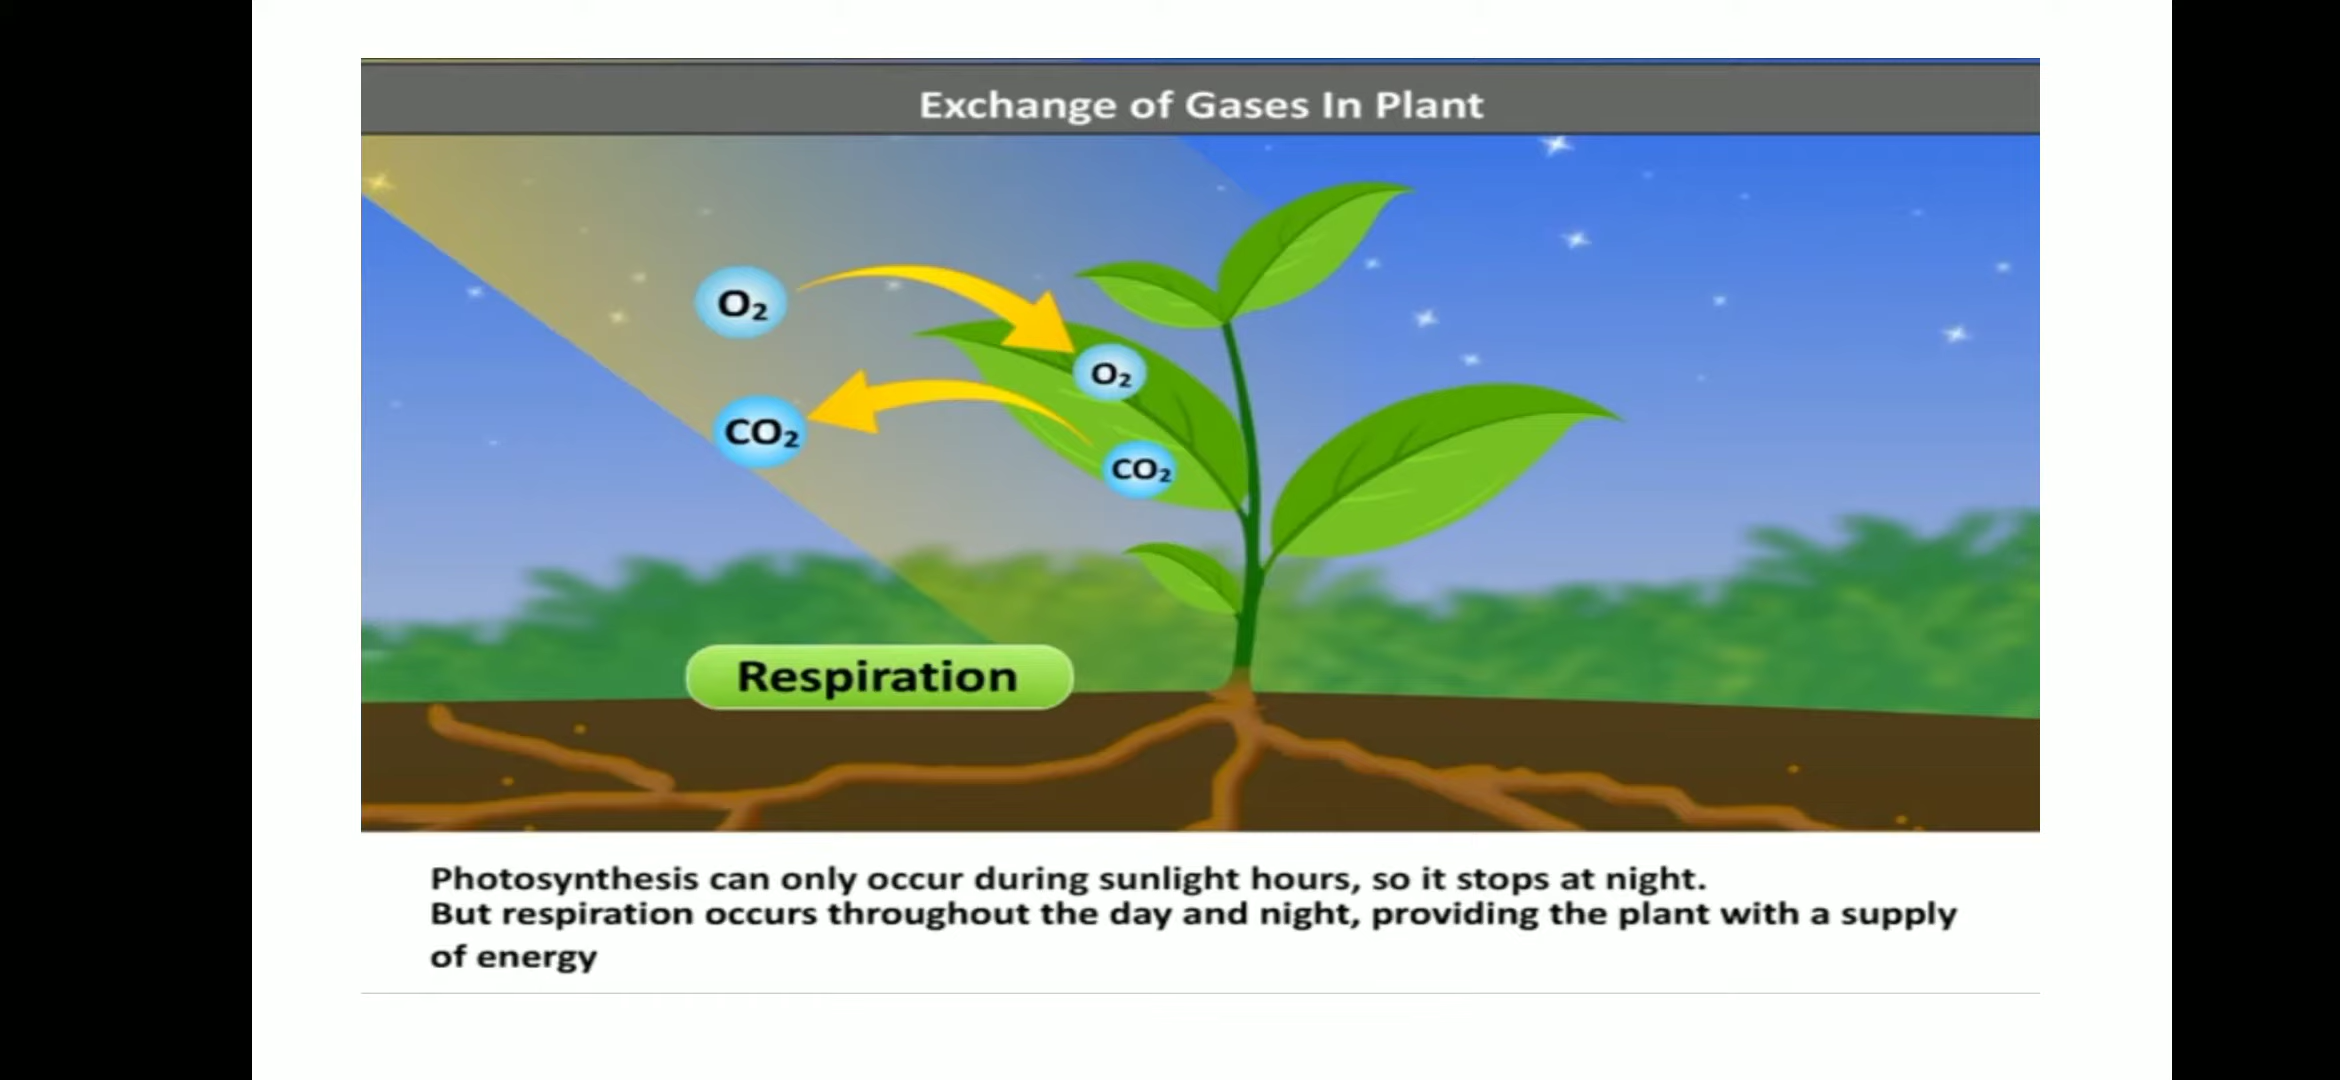 Exchange of Gases In Plant
O₂
O₂
CO₂
CO₂
Respiration
Photosynthesis can only occur during sunlight hours, so it stops at night.
But respiration occurs throughout the day and night, providing the plant with a supply
of energy